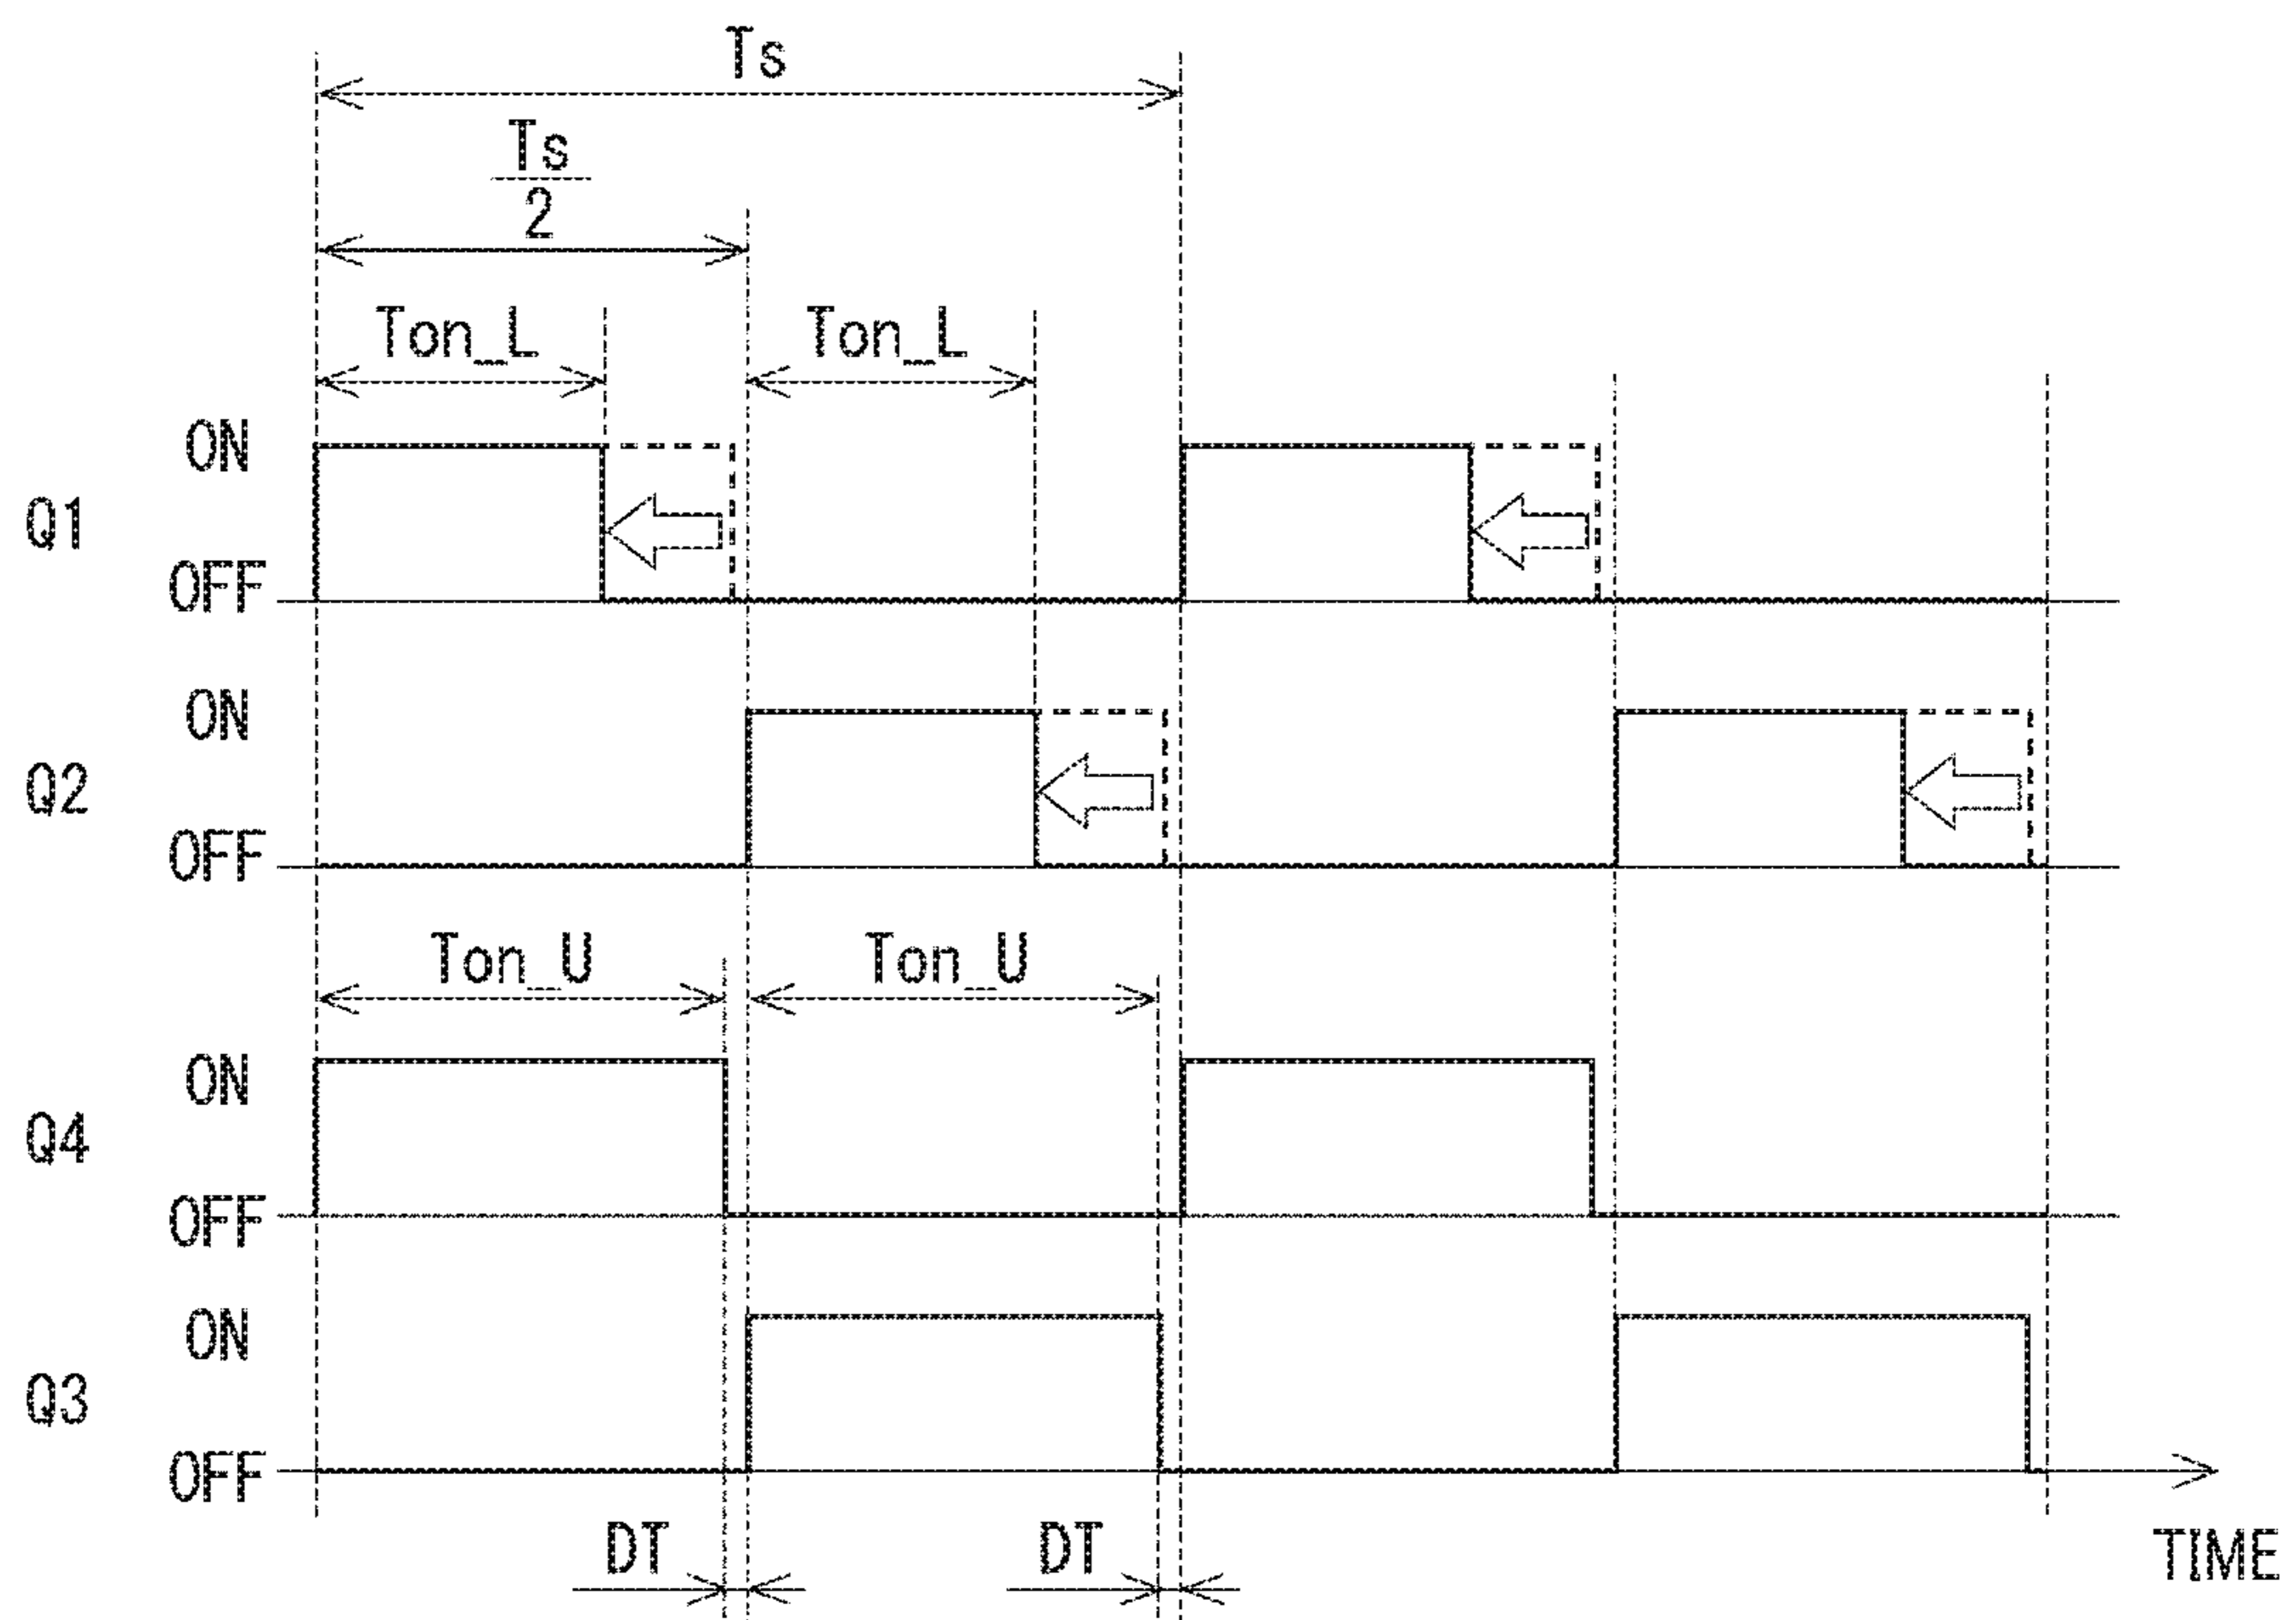 Ts
Ts
2
Ton_L Ton_L
ON
Q1
OFF
ON
Q2
OFF
Ton_U Ton_U
ON
Q4
OFF
ON
Q3
OFF
DT DT
TIME